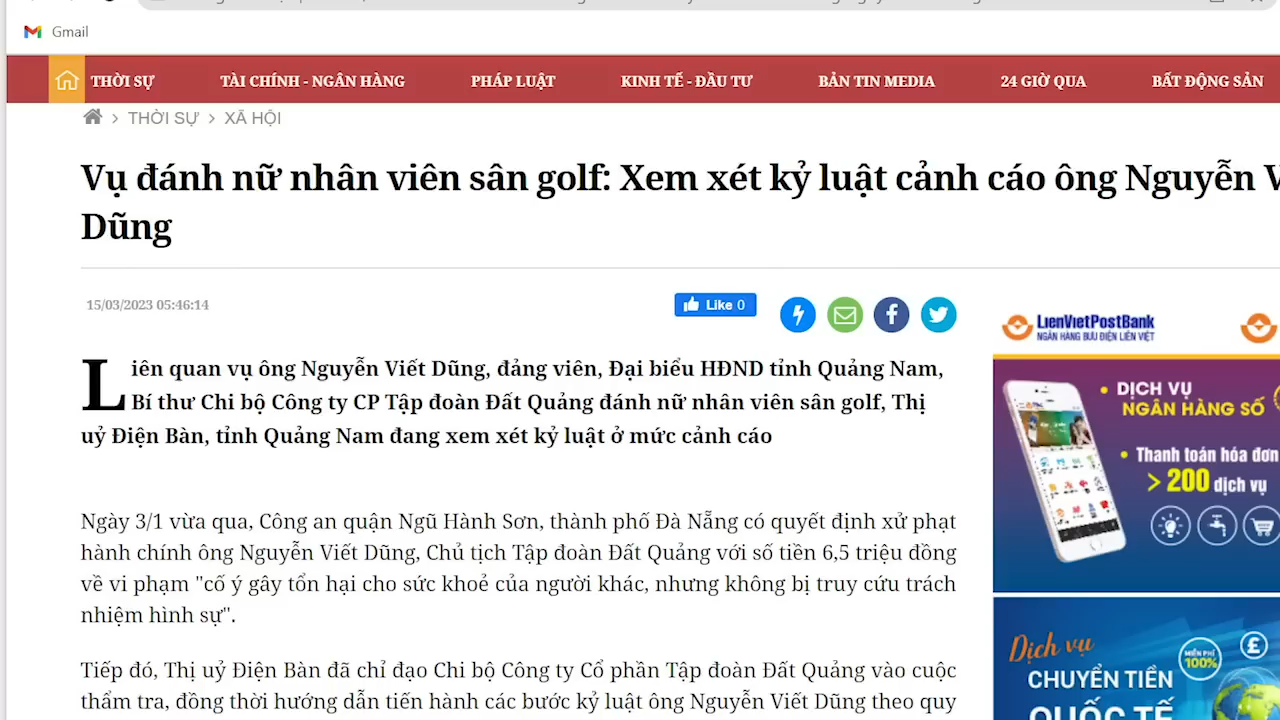 Gmail
THỜI SỰ TÀI CHÍNH - NGÂN HÀNG PHÁP LUẬT KINH TẾ - ĐẦU TƯ BẢN TIN MEDIA 24 GIỜ QUA BẤT ĐỘNG SẢN
THỜI SỰ > XÃ HỘI
Vụ đánh nữ nhân viên sân golf: Xem xét kỷ luật cảnh cáo ông Nguyễn
Dũng
15/03/2023 05:46:14
Like 0
Liên quan vụ ông Nguyễn Viết Dũng, đảng viên, Đại biểu HĐND tỉnh Quảng Nam,
Bí thư Chi bộ Công ty CP Tập đoàn Đất Quảng đánh nữ nhân viên sân golf, Thị
uỷ Điện Bàn, tỉnh Quảng Nam đang xem xét kỷ luật ở mức cảnh cáo
Ngày 3/1 vừa qua, Công an quận Ngũ Hành Sơn, thành phố Đà Nẵng có quyết định xử phạt
hành chính ông Nguyễn Viết Dũng, Chủ tịch Tập đoàn Đất Quảng với số tiền 6,5 triệu đồng
về vi phạm "cố ý gây tổn hại cho sức khoẻ của người khác, nhưng không bị truy cứu trách
nhiệm hình sự".
Tiếp đó, Thị uỷ Điện Bàn đã chỉ đạo Chi bộ Công ty Cổ phần Tập đoàn Đất Quảng vào cuộc
thẩm tra, đồng thời hướng dẫn tiến hành các bước kỷ luật ông Nguyễn Viết Dũng theo quy
LienVietPostBank
NGÂN HÀNG BƯU ĐIỆN LIÊN VIỆT
DỊCH VỤ
NGÂN HÀNG SỐ
Thanh toán hóa đơn
> 200 dịch vụ
Dịch vụ
MIỄN PHÍ
100%
CHUYỂN TIỀN
QUỐC TẾ